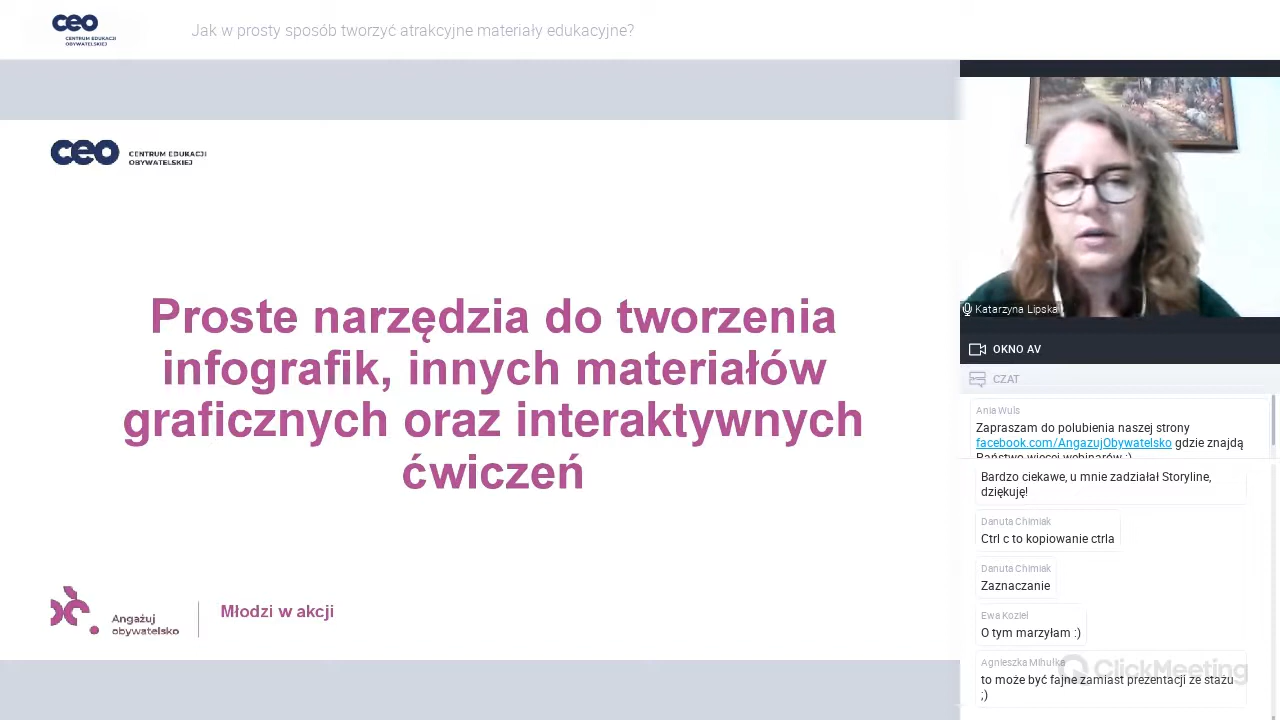 ceo
CENTRUM EDUKACJI
OBYWATELSKIEJ
Jak w prosty sposób tworzyć atrakcyjne materiały edukacyjne?
ceo
CENTRUM EDUKACJI
OBYWATELSKIEJ
Proste narzędzia do tworzenia
infografik, innych materiałów
graficznych oraz interaktywnych
ćwiczeń
Angażuj
obywatelsko
Młodzi w akcji
Katarzyna Lipska
OKNO AV
CZAT
Ania Wuls
Zapraszam do polubienia naszej strony
facebook.com/AngazujObywatelsko gdzie znajdą
Państwo więcej webinarów :)
Bardzo ciekawe, u mnie zadziałał Storyline,
dziękuję!
Danuta Chimiak
Ctrl c to kopiowanie ctrla
Danuta Chimiak
Zaznaczanie
Ewa Kozieł
O tym marzyłam :)
Agnieszka Mihułka
to może być fajne zamiast prezentacji ze stażu
;)
ClickMeeting